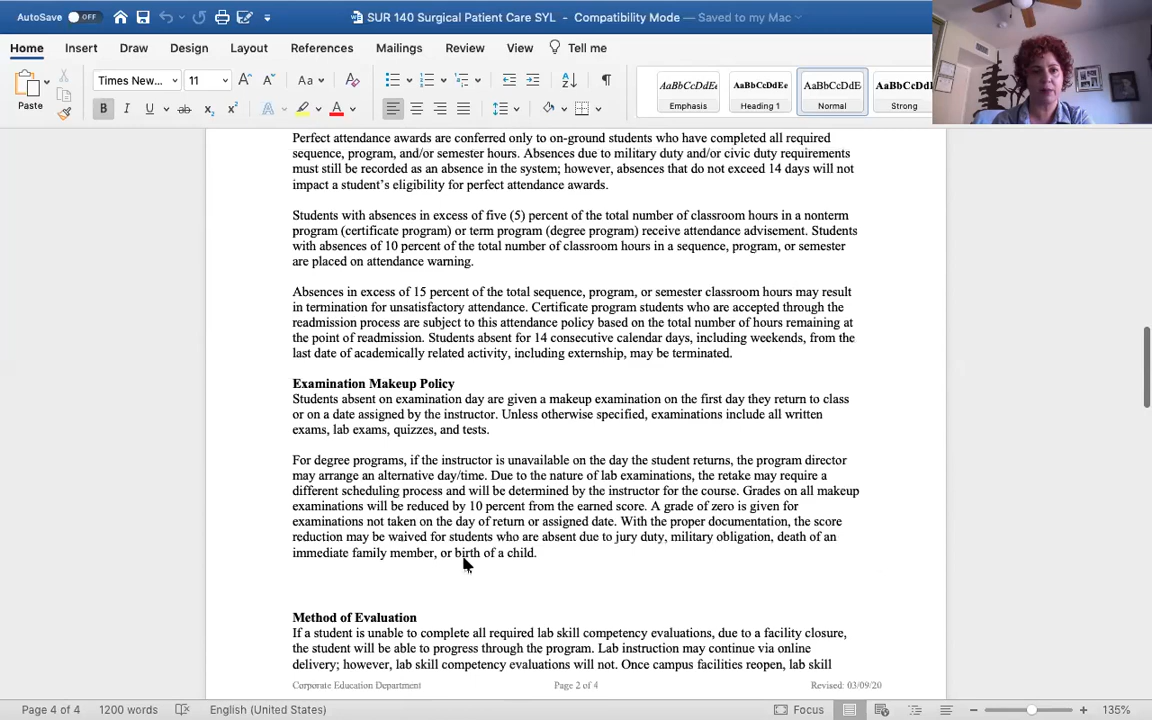 AutoSave OFF SUR 140 Surgical Patient Care SYL - Compatibility Mode - Saved to my Mac
Home Insert Draw Design Layout References Mailings Review View Tell me
Paste Times New... 11 Aa A
B I U ab x₂ x² A A
AaBbCcDdEe AaBbCcDdEe AaBbCcDdE AaBbCcDd
Emphasis Heading 1 Normal Strong
Perfect attendance awards are conferred only to on-ground students who have completed all required
sequence, program, and/or semester hours. Absences due to military duty and/or civic duty requirements
must still be recorded as an absence in the system; however, absences that do not exceed 14 days will not
impact a student’s eligibility for perfect attendance awards.
Students with absences in excess of five (5) percent of the total number of classroom hours in a nonterm
program (certificate program) or term program (degree program) receive attendance advisement. Students
with absences of 10 percent of the total number of classroom hours in a sequence, program, or semester
are placed on attendance warning.
Absences in excess of 15 percent of the total sequence, program, or semester classroom hours may result
in termination for unsatisfactory attendance. Certificate program students who are accepted through the
readmission process are subject to this attendance policy based on the total number of hours remaining at
the point of readmission. Students absent for 14 consecutive calendar days, including weekends, from the
last date of academically related activity, including externship, may be terminated.
Examination Makeup Policy
Students absent on examination day are given a makeup examination on the first day they return to class
or on a date assigned by the instructor. Unless otherwise specified, examinations include all written
exams, lab exams, quizzes, and tests.
For degree programs, if the instructor is unavailable on the day the student returns, the program director
may arrange an alternative day/time. Due to the nature of lab examinations, the retake may require a
different scheduling process and will be determined by the instructor for the course. Grades on all makeup
examinations will be reduced by 10 percent from the earned score. A grade of zero is given for
examinations not taken on the day of return or assigned date. With the proper documentation, the score
reduction may be waived for students who are absent due to jury duty, military obligation, death of an
immediate family member, or birth of a child.
Method of Evaluation
If a student is unable to complete all required lab skill competency evaluations, due to a facility closure,
the student will be able to progress through the program. Lab instruction may continue via online
delivery; however, lab skill competency evaluations will not. Once campus facilities reopen, lab skill
Corporate Education Department Page 2 of 4 Revised: 03/09/20
Page 4 of 4 1200 words English (United States) Focus 135%